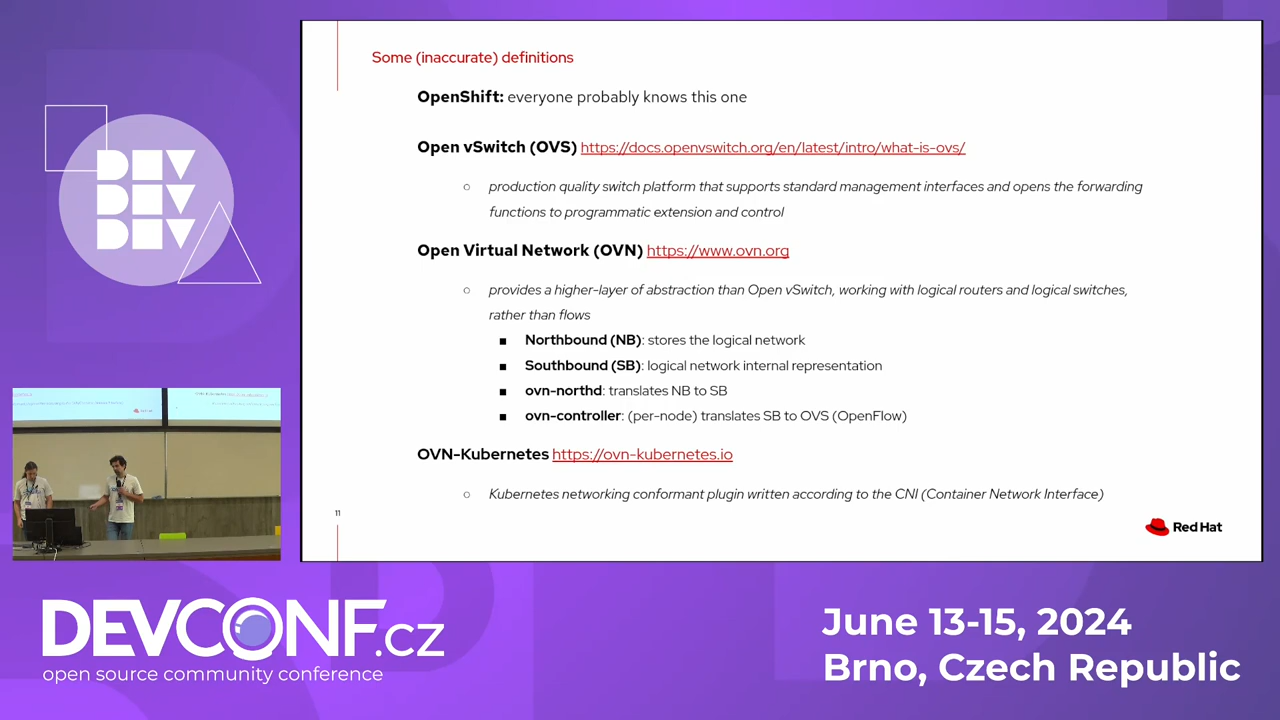 DEV
DEV
DEV
Some (inaccurate) definitions
OpenShift: everyone probably knows this one
Open vSwitch (OVS) https://docs.openvswitch.org/en/latest/intro/what-is-ovs/
○ production quality switch platform that supports standard management interfaces and opens the forwarding
functions to programmatic extension and control
Open Virtual Network (OVN) https://www.ovn.org
○ provides a higher-layer of abstraction than Open vSwitch, working with logical routers and logical switches,
rather than flows
■ Northbound (NB): stores the logical network
■ Southbound (SB): logical network internal representation
■ ovn-northd: translates NB to SB
■ ovn-controller: (per-node) translates SB to OVS (OpenFlow)
OVN-Kubernetes https://ovn-kubernetes.io
○ Kubernetes networking conformant plugin written according to the CNI (Container Network Interface)
11
Red Hat
DEVCONF.cz
open source community conference
June 13-15, 2024
Brno, Czech Republic